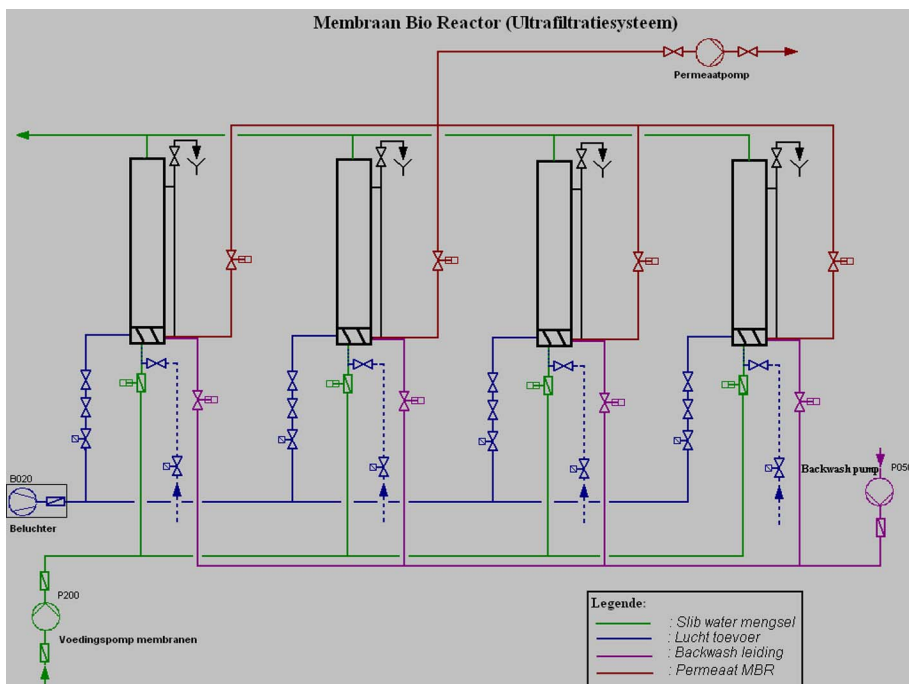 Membraan Bio Reactor (Ultrafiltratiesysteem)
Permeaatpomp
B020
Beluchter
Backwash pump
P050
P200
Voedingspomp membranen
Legende:
: Slib water mengsel
: Lucht toevoer
: Backwash leiding
: Permeaat MBR